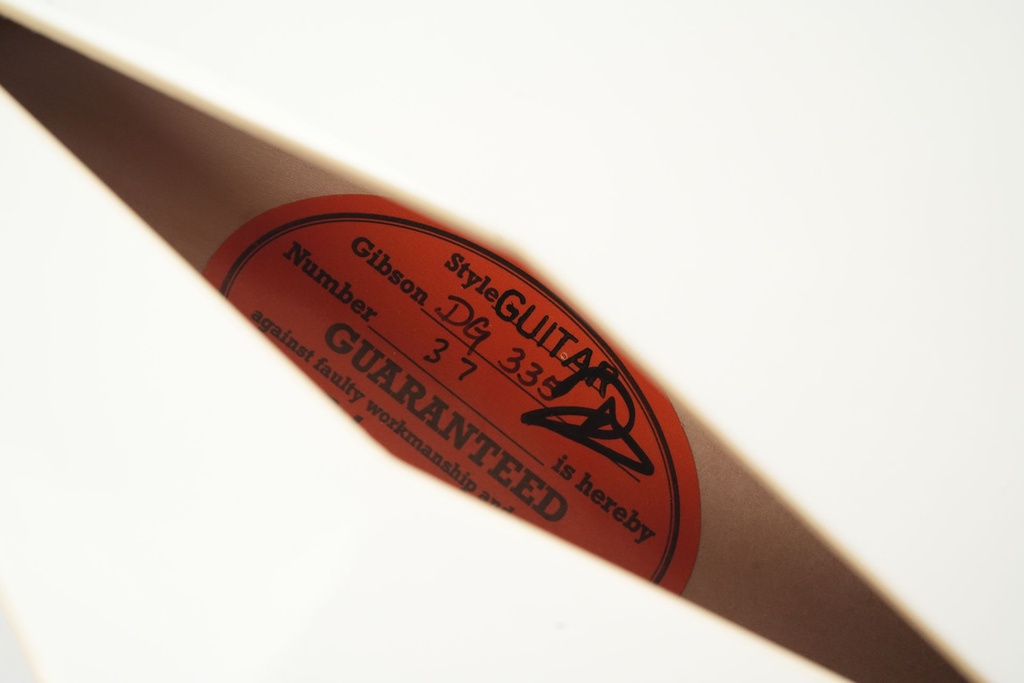 Style GUITAR
Gibson DG 335
Number 37 is hereby
GUARANTEED
against faulty workmanship and